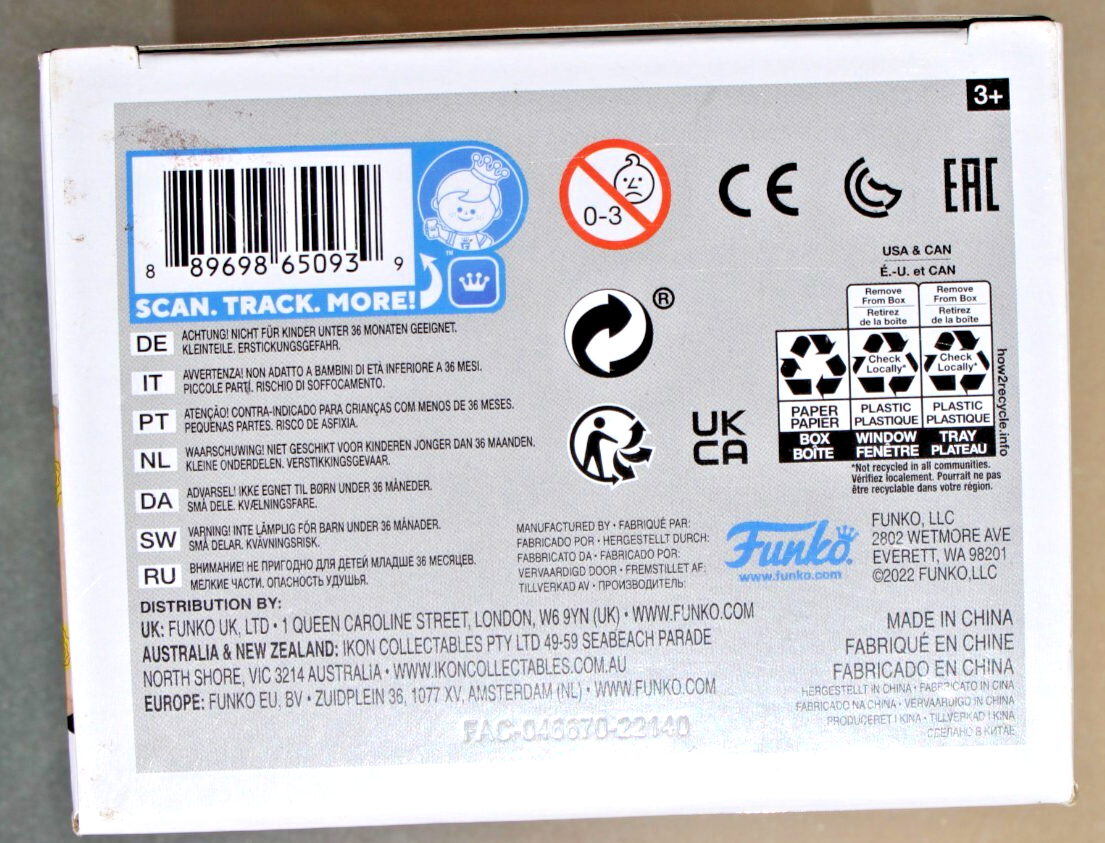 3+
8 89698 65093 9
SCAN. TRACK. MORE!
™
DE ACHTUNG! NICHT FÜR KINDER UNTER 36 MONATEN GEEIGNET.
KLEINTEILE. ERSTICKUNGSGEFAHR.
IT AVVERTENZA! NON ADATTO A BAMBINI DI ETÀ INFERIORE A 36 MESI.
PICCOLE PARTI. RISCHIO DI SOFFOCAMENTO.
PT ATENÇÃO! CONTRA-INDICADO PARA CRIANÇAS COM MENOS DE 36 MESES.
PEQUENAS PARTES. RISCO DE ASFIXIA.
NL WAARSCHUWING! NIET GESCHIKT VOOR KINDEREN JONGER DAN 36 MAANDEN.
KLEINE ONDERDELEN. VERSTIKKINGSGEVAAR.
DA ADVARSEL! IKKE EGNET TIL BØRN UNDER 36 MÅNEDER.
SMÅ DELE. KVÆLNINGSFARE.
SW VARNING! INTE LÄMPLIG FÖR BARN UNDER 36 MÅNADER.
SMÅ DELAR. KVÄVNINGSRISK.
RU ВНИМАНИЕ! НЕ ПРИГОДНО ДЛЯ ДЕТЕЙ МЛАДШЕ 36 МЕСЯЦЕВ.
МЕЛКИЕ ЧАСТИ. ОПАСНОСТЬ УДУШЬЯ.
0-3
CE
EAC
®
UK
CA
USA & CAN
É.-U. et CAN
Remove
From Box
Retirez
de la boîte
Remove
From Box
Retirez
de la boîte
Check
Locally*
Check
Locally*
PAPER
PAPIER
BOX
BOÎTE
PLASTIC
PLASTIQUE
WINDOW
FENÊTRE
PLASTIC
PLASTIQUE
TRAY
PLATEAU
how2recycle.info
*Not recycled in all communities.
Vérifiez localement. Pourrait ne pas
être recyclable dans votre région.
MANUFACTURED BY • FABRIQUÉ PAR:
FABRICADO POR • HERGESTELLT DURCH:
FABBRICATO DA • FABRICADO POR:
VERVAARDIGD DOOR • FREMSTILLET AF:
TILLVERKAD AV • ПРОИЗВОДИТЕЛЬ:
Funko®
www.funko.com
FUNKO, LLC
2802 WETMORE AVE
EVERETT, WA 98201
©2022 FUNKO,LLC
DISTRIBUTION BY:
UK: FUNKO UK, LTD • 1 QUEEN CAROLINE STREET, LONDON, W6 9YN (UK) • WWW.FUNKO.COM
AUSTRALIA & NEW ZEALAND: IKON COLLECTABLES PTY LTD 49-59 SEABEACH PARADE
NORTH SHORE, VIC 3214 AUSTRALIA • WWW.IKONCOLLECTABLES.COM.AU
EUROPE: FUNKO EU. BV • ZUIDPLEIN 36, 1077 XV, AMSTERDAM (NL) • WWW.FUNKO.COM
MADE IN CHINA
FABRIQUÉ EN CHINE
FABRICADO EN CHINA
HERGESTELLT IN CHINA • FABBRICATO IN CINA
FABRICADO NA CHINA • VERVAARDIGD IN CHINA
PRODUCERET I KINA • TILLVERKAD I KINA
СДЕЛАНО В КИТАЕ
FAC-046670-22140